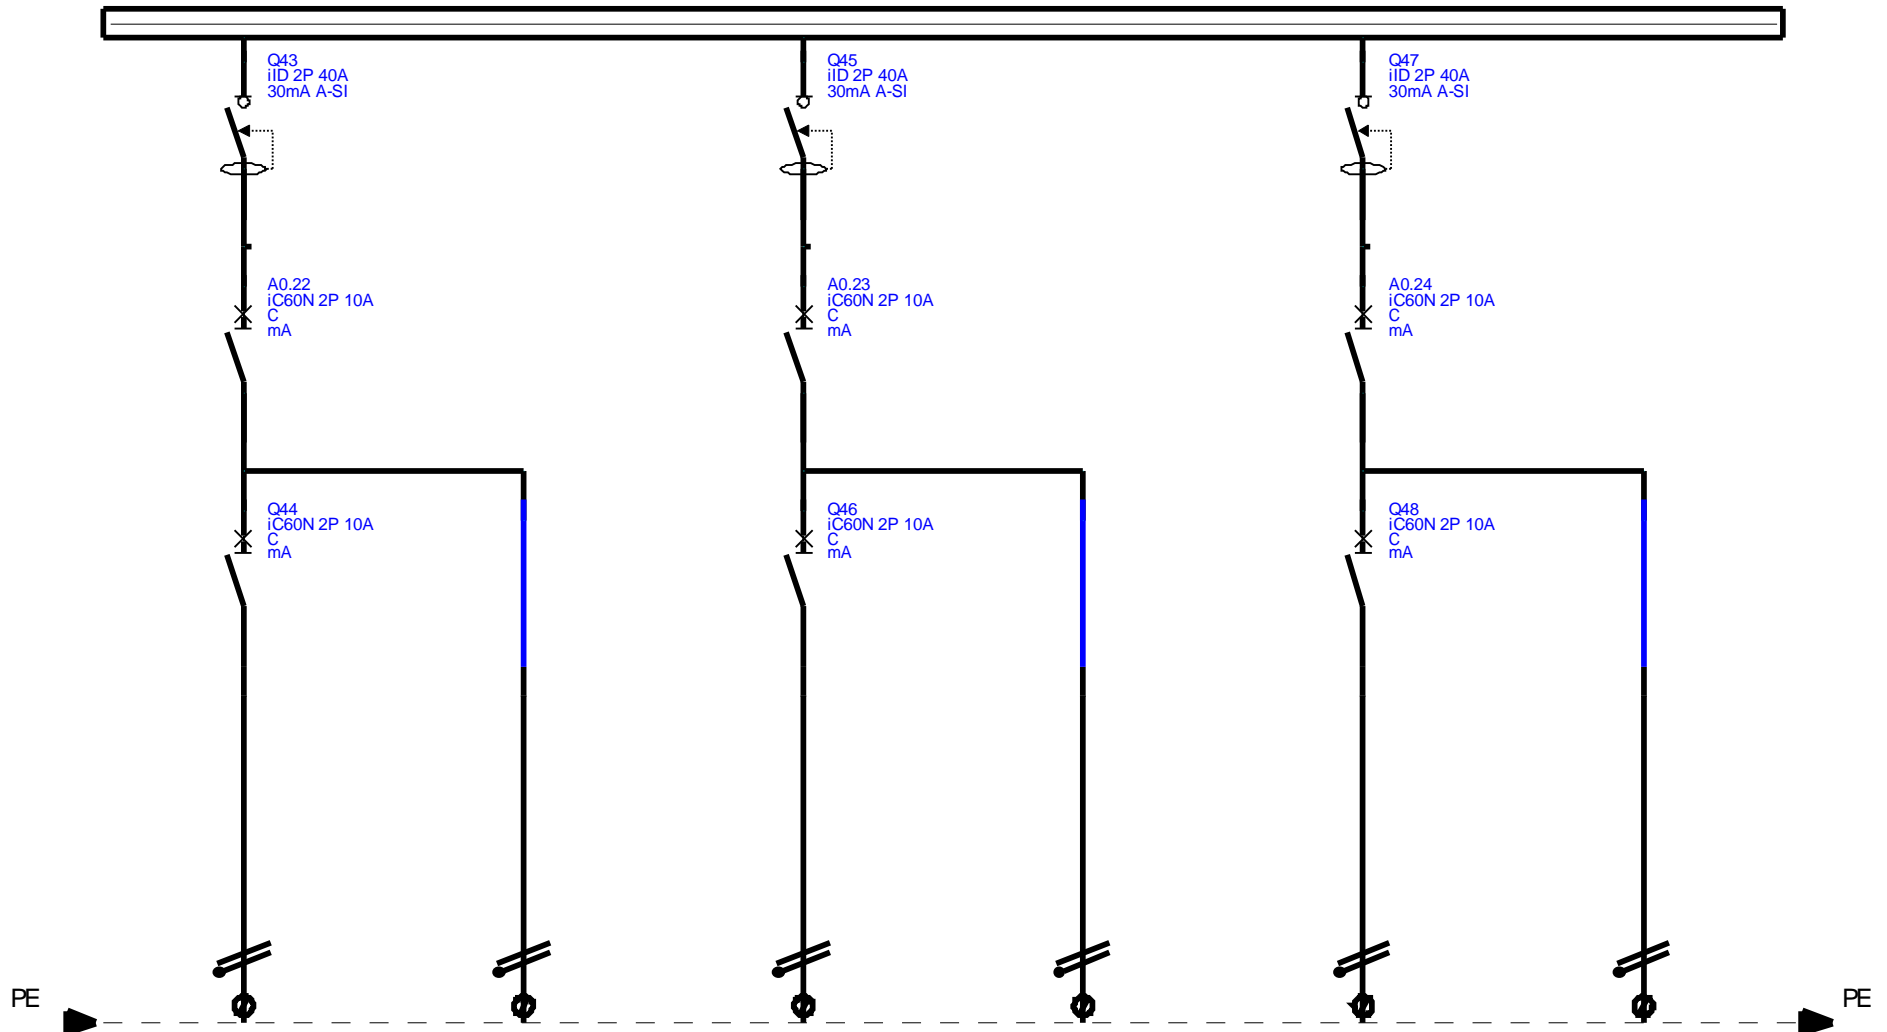 Q43
iID 2P 40A
30mA A-SI
Q45
iID 2P 40A
30mA A-SI
Q47
iID 2P 40A
30mA A-SI
A0.22
iC60N 2P 10A
C
mA
A0.23
iC60N 2P 10A
C
mA
A0.24
iC60N 2P 10A
C
mA
Q44
iC60N 2P 10A
C
mA
Q46
iC60N 2P 10A
C
mA
Q48
iC60N 2P 10A
C
mA
PE
PE